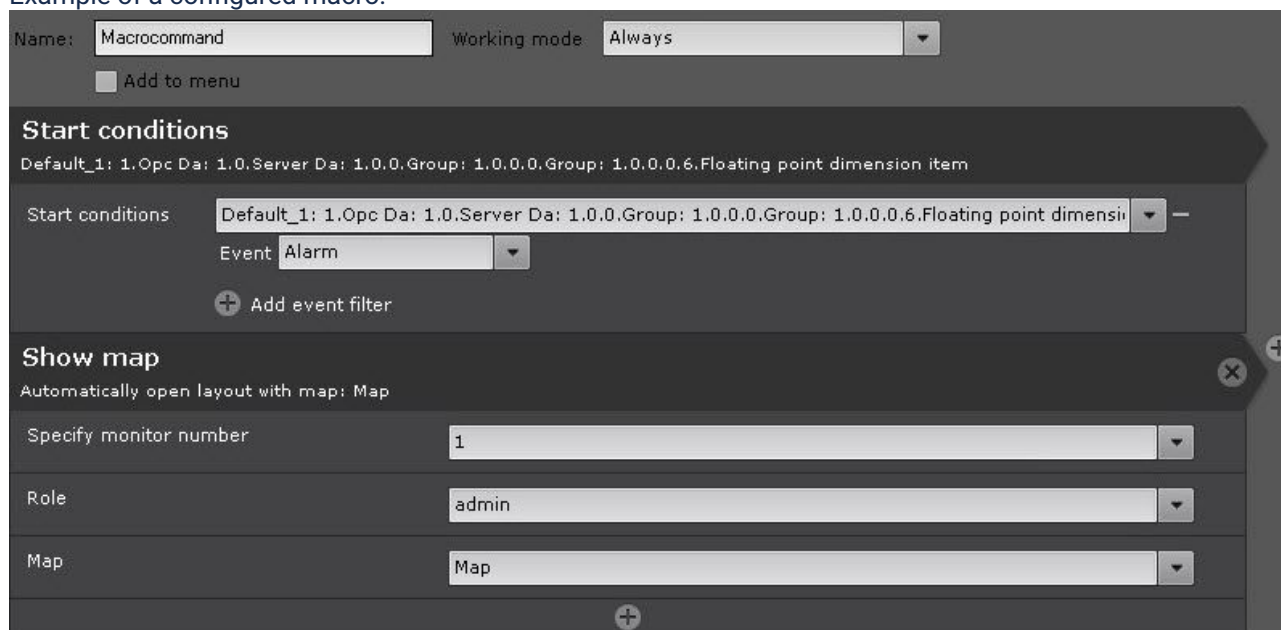 Example of a configured macro:
Name: Macrocommand Working mode Always
Add to menu
Start conditions
Default_1: 1.Opc Da: 1.0.Server Da: 1.0.0.Group: 1.0.0.0.Group: 1.0.0.0.6.Floating point dimension item
Start conditions Default_1: 1.Opc Da: 1.0.Server Da: 1.0.0.Group: 1.0.0.0.Group: 1.0.0.0.6.Floating point dimensi
Event Alarm
Add event filter
Show map
Automatically open layout with map: Map
Specify monitor number 1
Role admin
Map Map